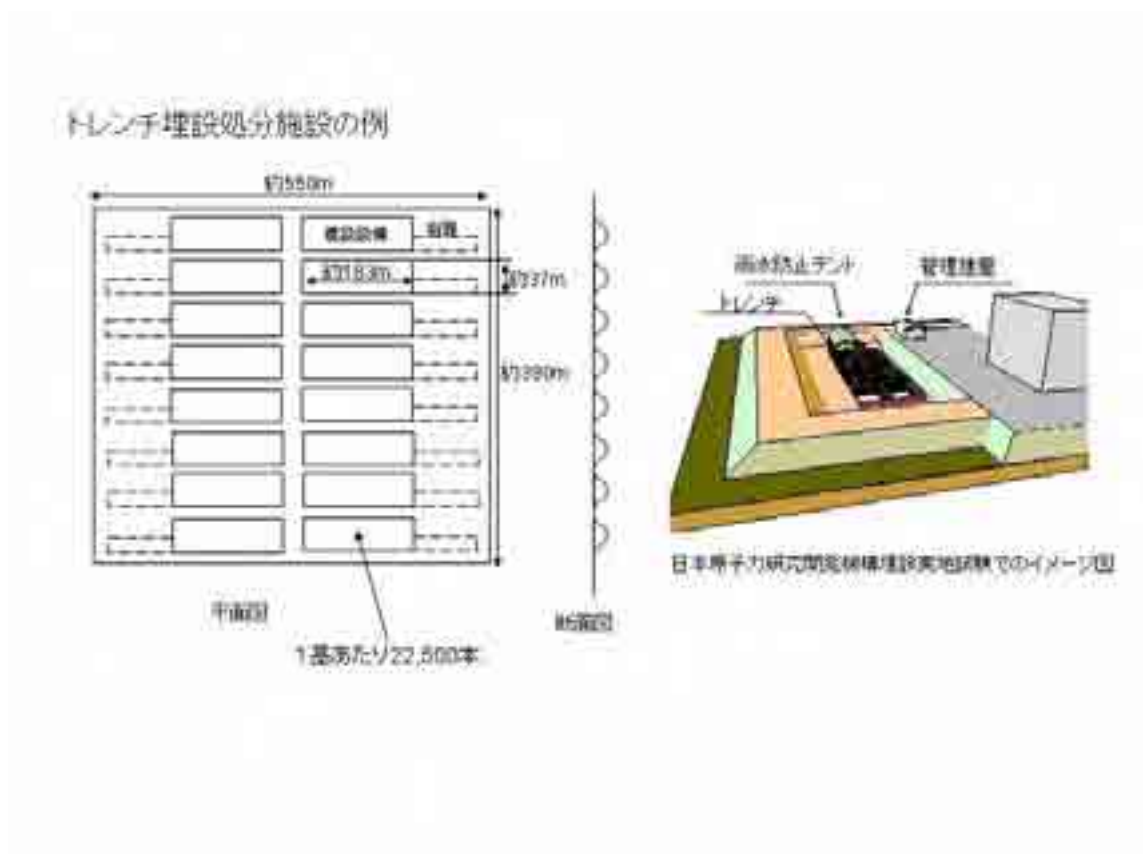 トレンチ埋設処分施設の例
約550m
埋設設備
約183m
約37m
約390m
平面図
断面図
1基あたり22,500本
雨水防止テント
管理建屋
トレンチ
日本原子力研究開発機構埋設実地試験でのイメージ図